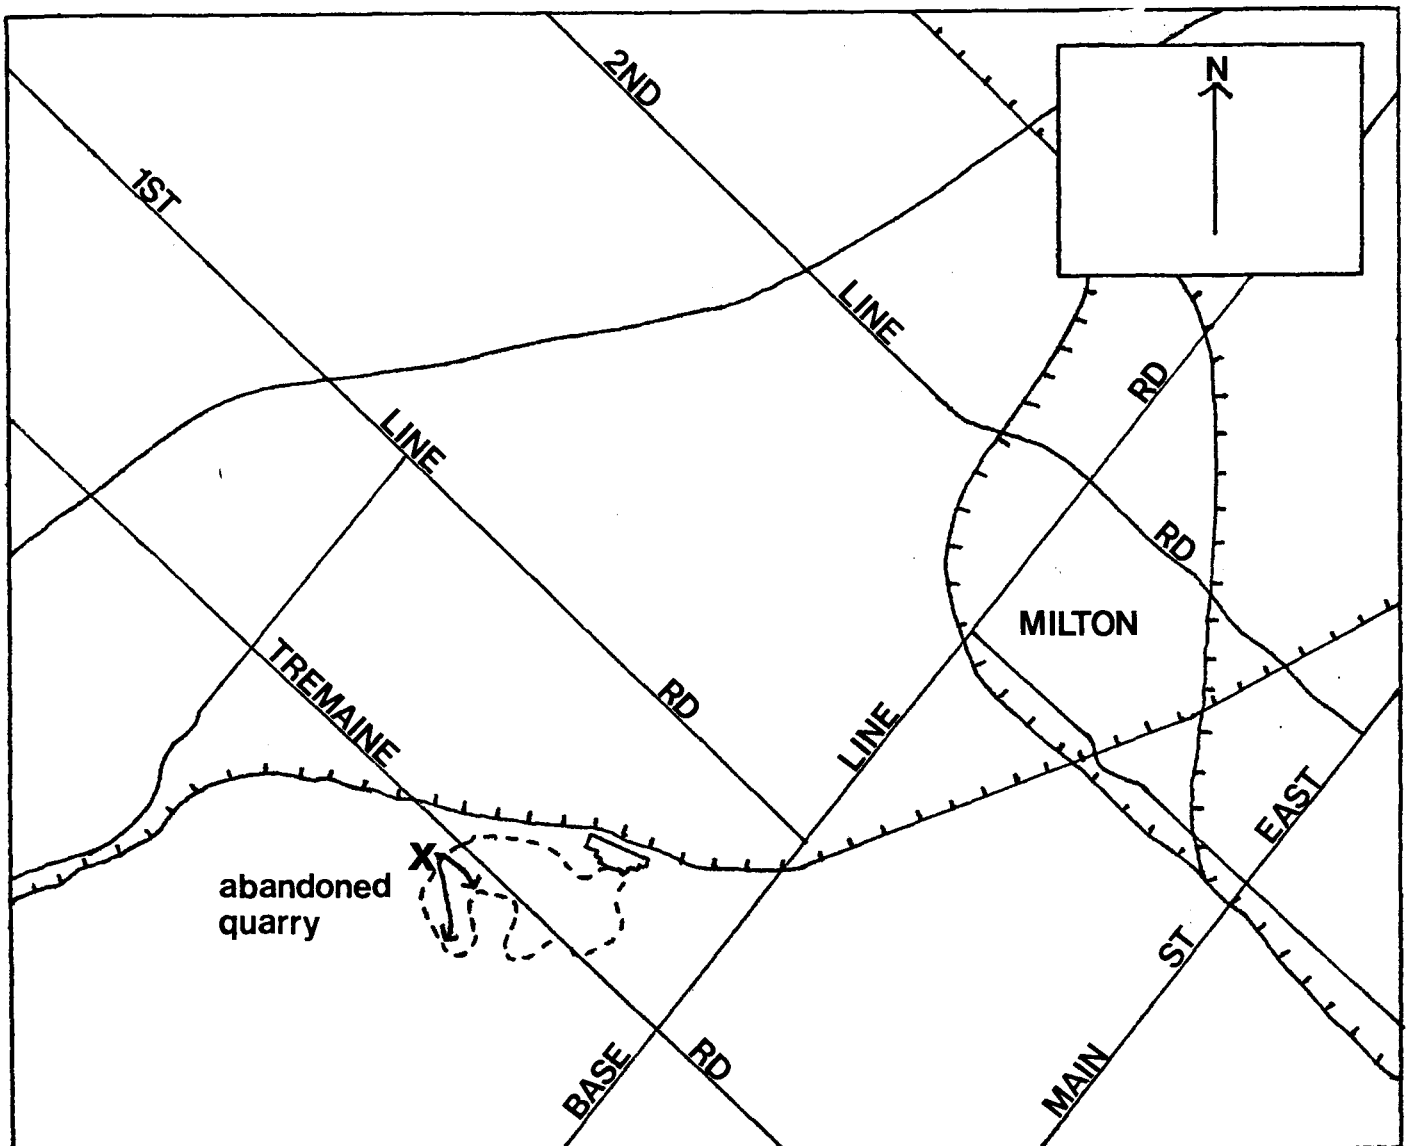 N
2ND
LINE
RD
1ST
LINE
RD
RD
MILTON
TREMAINE
RD
LINE
BASE
EAST
ST
MAIN
X
abandoned
quarry